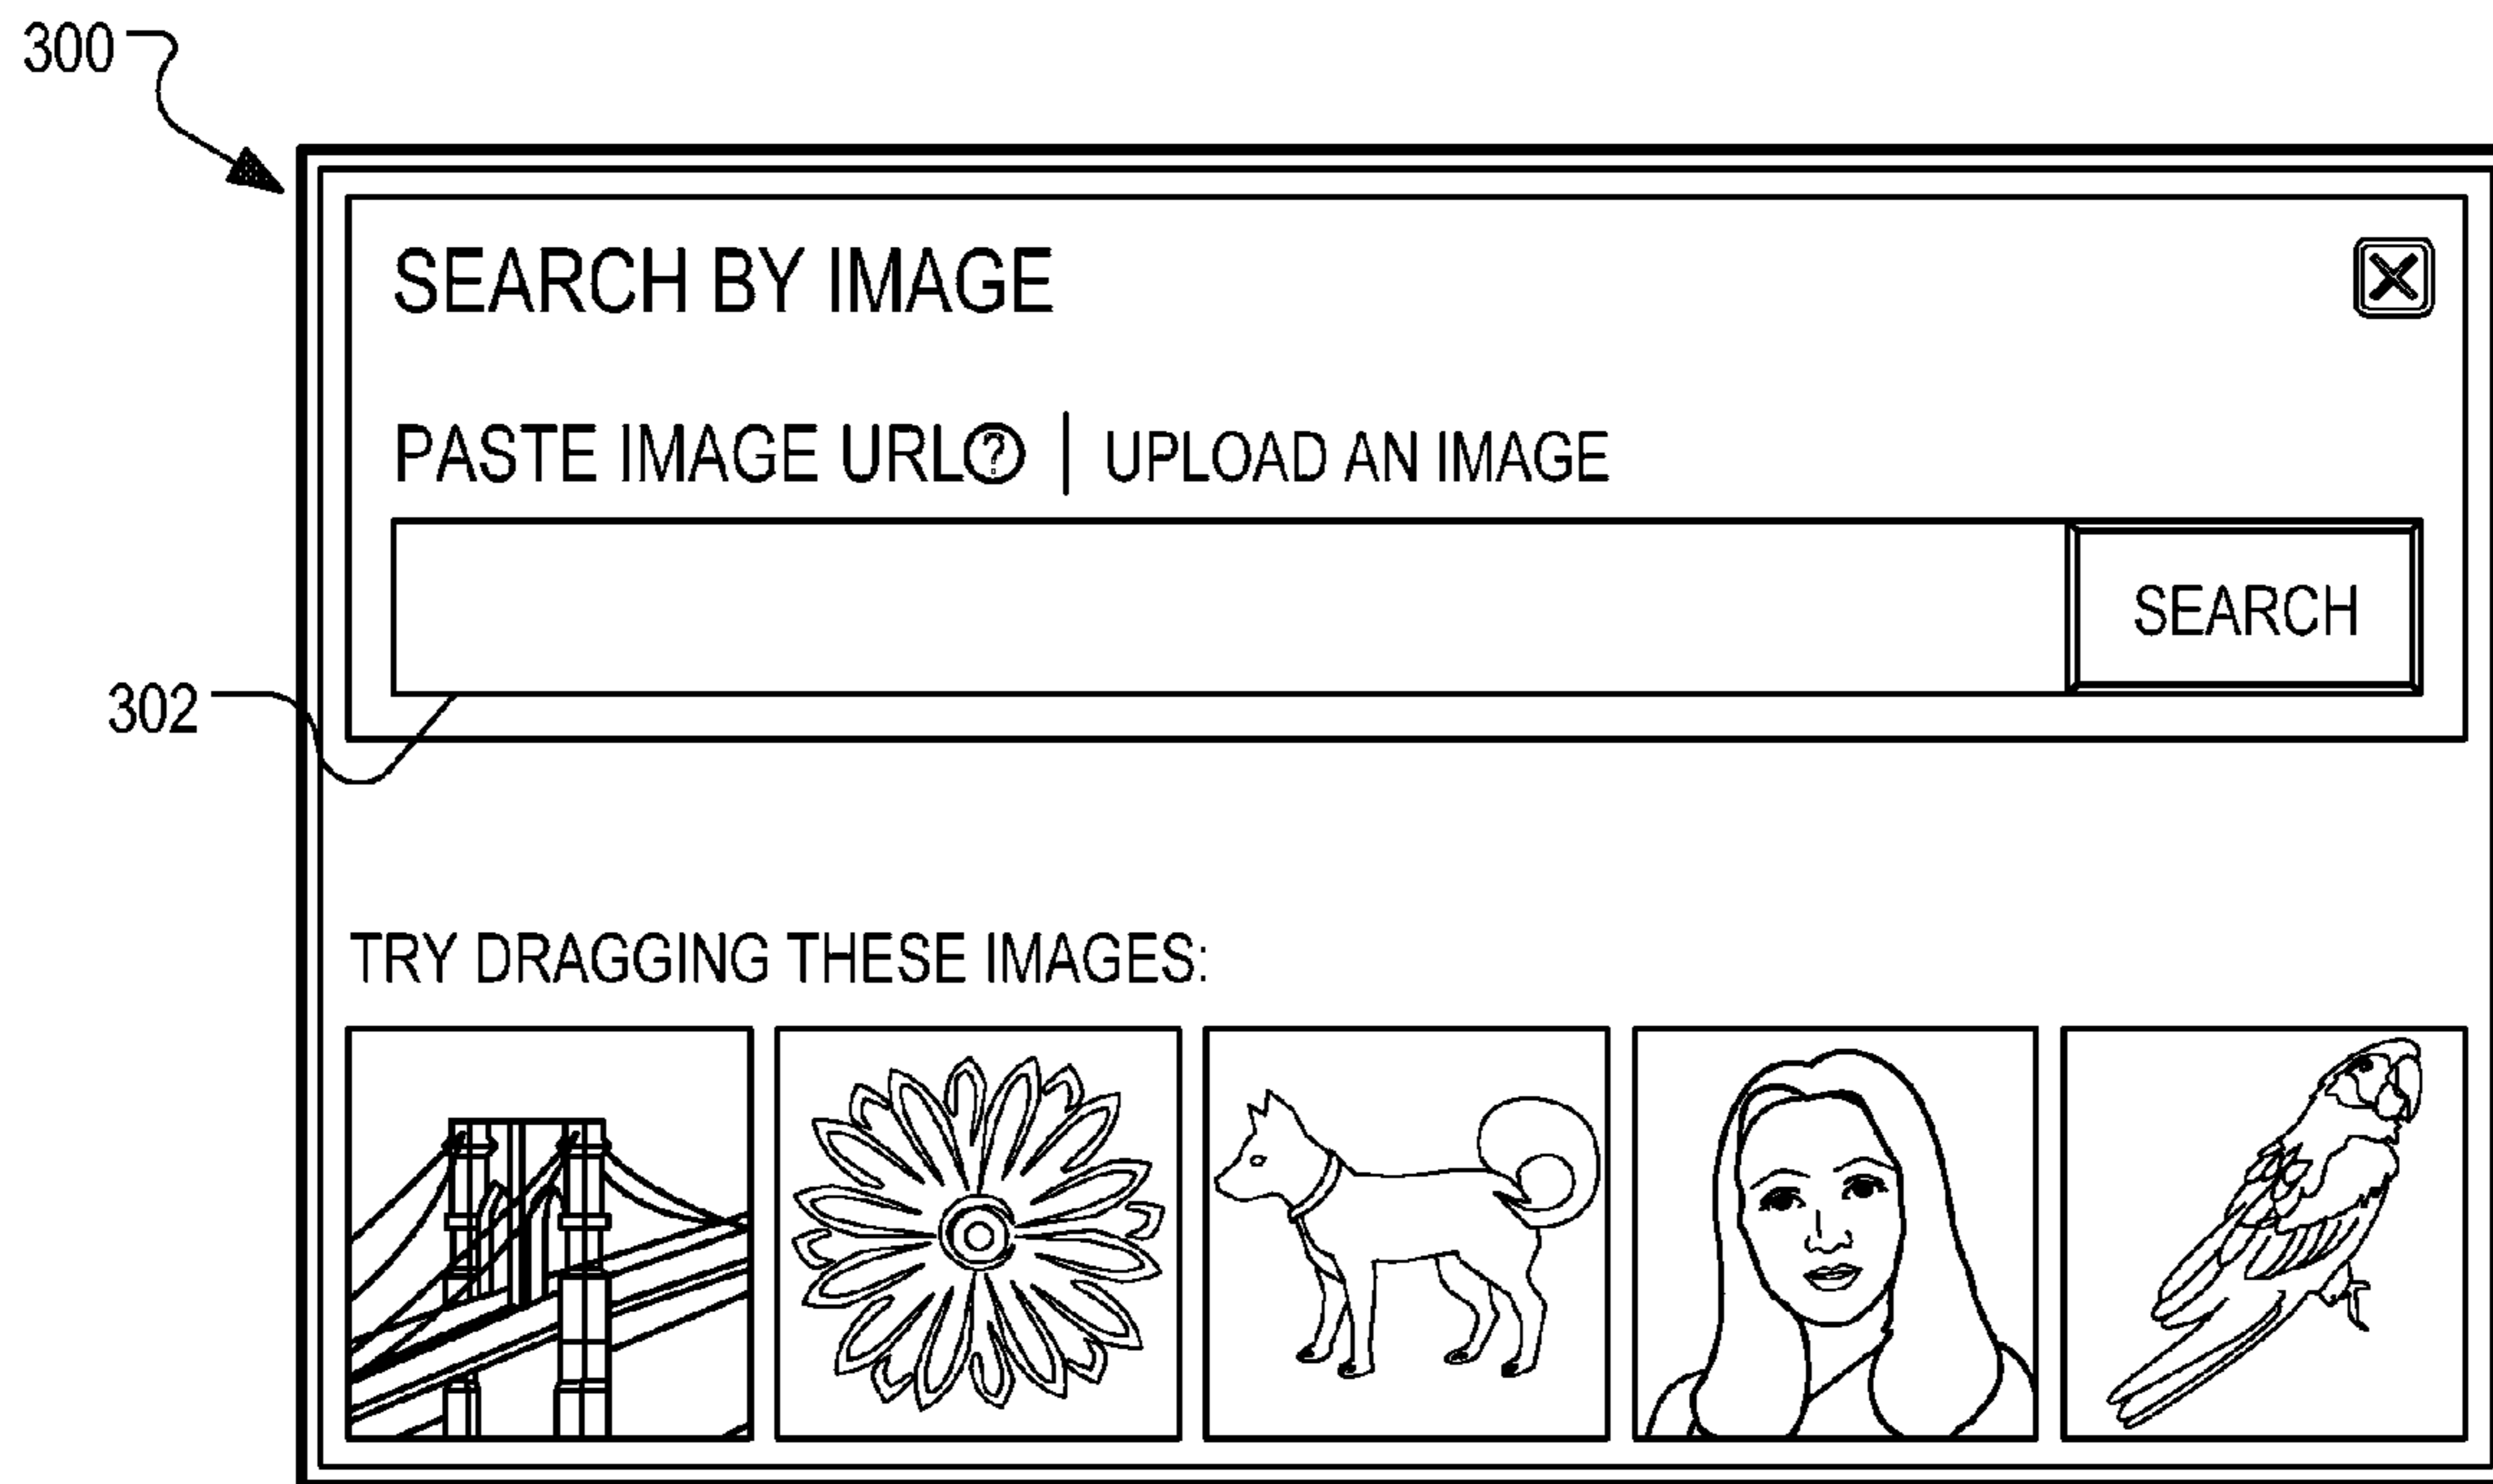 300
SEARCH BY IMAGE
PASTE IMAGE URL? | UPLOAD AN IMAGE
SEARCH
302
TRY DRAGGING THESE IMAGES: